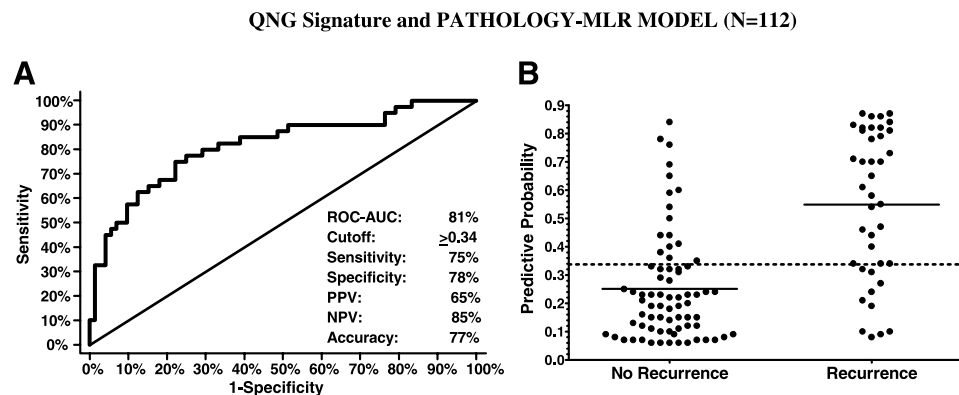 QNG Signature and PATHOLOGY-MLR MODEL (N=112)
A
Sensitivity
100%
90%
80%
70%
60%
50%
40%
30%
20%
10%
0%
ROC-AUC: 81%
Cutoff: ≥0.34
Sensitivity: 75%
Specificity: 78%
PPV: 65%
NPV: 85%
Accuracy: 77%
0% 10% 20% 30% 40% 50% 60% 70% 80% 90% 100%
1-Specificity
B
Predictive Probability
0.9
0.8
0.7
0.6
0.5
0.4
0.3
0.2
0.1
0.0
No Recurrence Recurrence